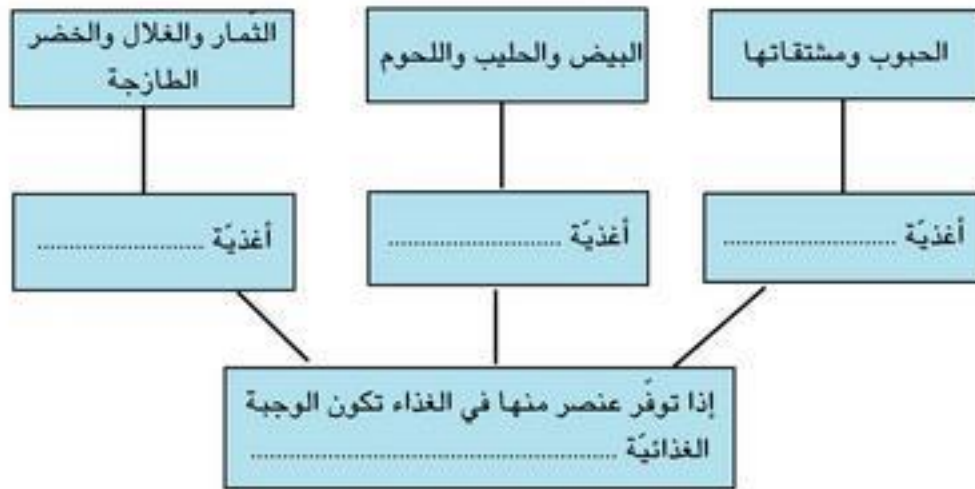 الحبوب ومشتقاتها
البيض والحليب واللحوم
الثّمار والغلال والخضر
الطازجة
أغذيّة ........................
أغذيّة ........................
أغذيّة ........................
إذا توفّر عنصر منها في الغذاء تكون الوجبة
الغذائيّة ....................................................